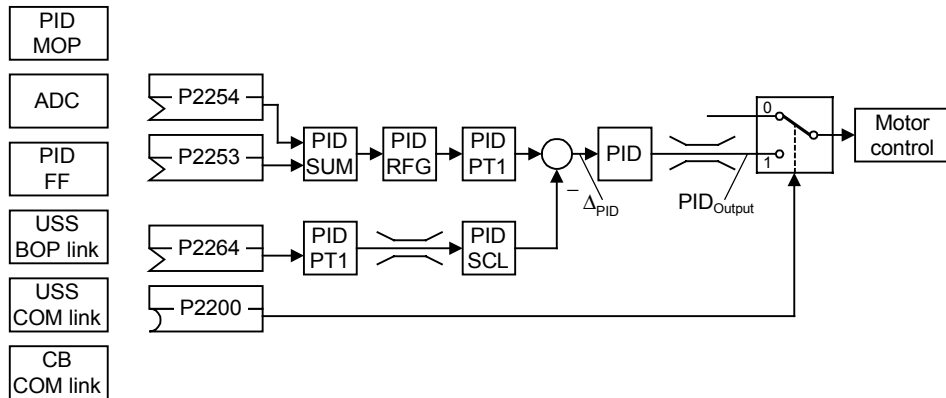 PID
MOP
ADC
PID
FF
USS
BOP link
USS
COM link
CB
COM link
P2254
P2253
P2264
P2200
PID
SUM
PID
RFG
PID
PT1
PID
PT1
PID
SCL
−
ΔPID
PID
PIDOutput
0
1
Motor
control